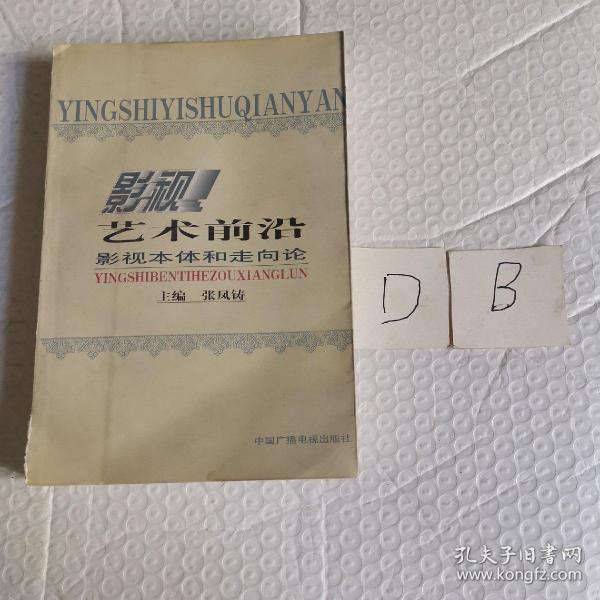 YINGSHIYISHUQIANYAN
影视
艺术前沿
影视本体和走向论
YINGSHIBENTIHEZOUXIANGLUN
主编 张凤铸
中国广播电视出版社
D
B
孔夫子旧书网
www.kongfz.com